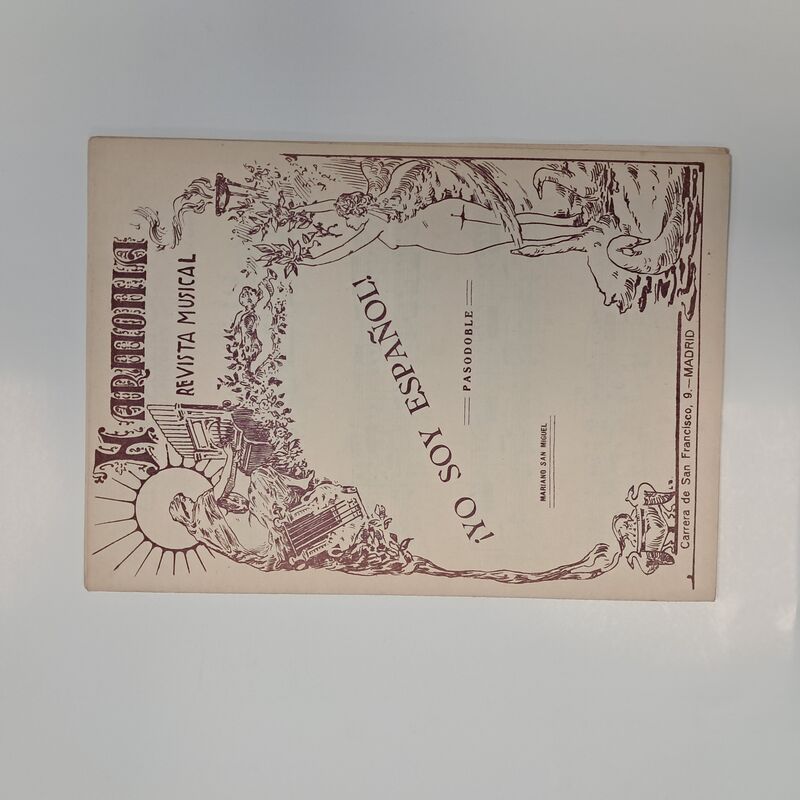 Harmonia
REVISTA MUSICAL
¡YO SOY ESPAÑOL!
PASODOBLE
MARIANO SAN MIGUEL
Carrera de San Francisco, 9.—MADRID